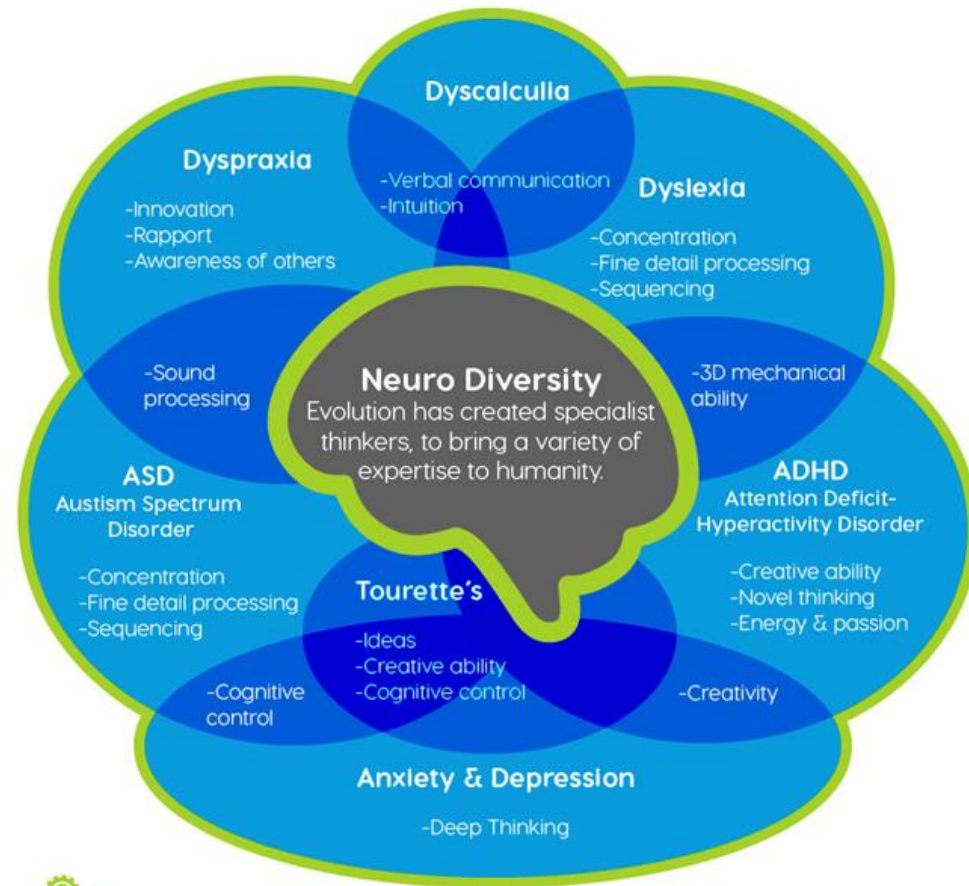 Dyscalculia
Dyspraxia
-Innovation
-Rapport
-Awareness of others
-Verbal communication
-Intuition
Dyslexia
-Concentration
-Fine detail processing
-Sequencing
-Sound
processing
Neuro Diversity
Evolution has created specialist
thinkers, to bring a variety of
expertise to humanity.
-3D mechanical
ability
ASD
Austism Spectrum
Disorder
-Concentration
-Fine detail processing
-Sequencing
ADHD
Attention Deficit-
Hyperactivity Disorder
-Creative ability
-Novel thinking
-Energy & passion
Tourette's
-Ideas
-Creative ability
-Cognitive control
-Cognitive
control
-Creativity
Anxiety & Depression
-Deep Thinking